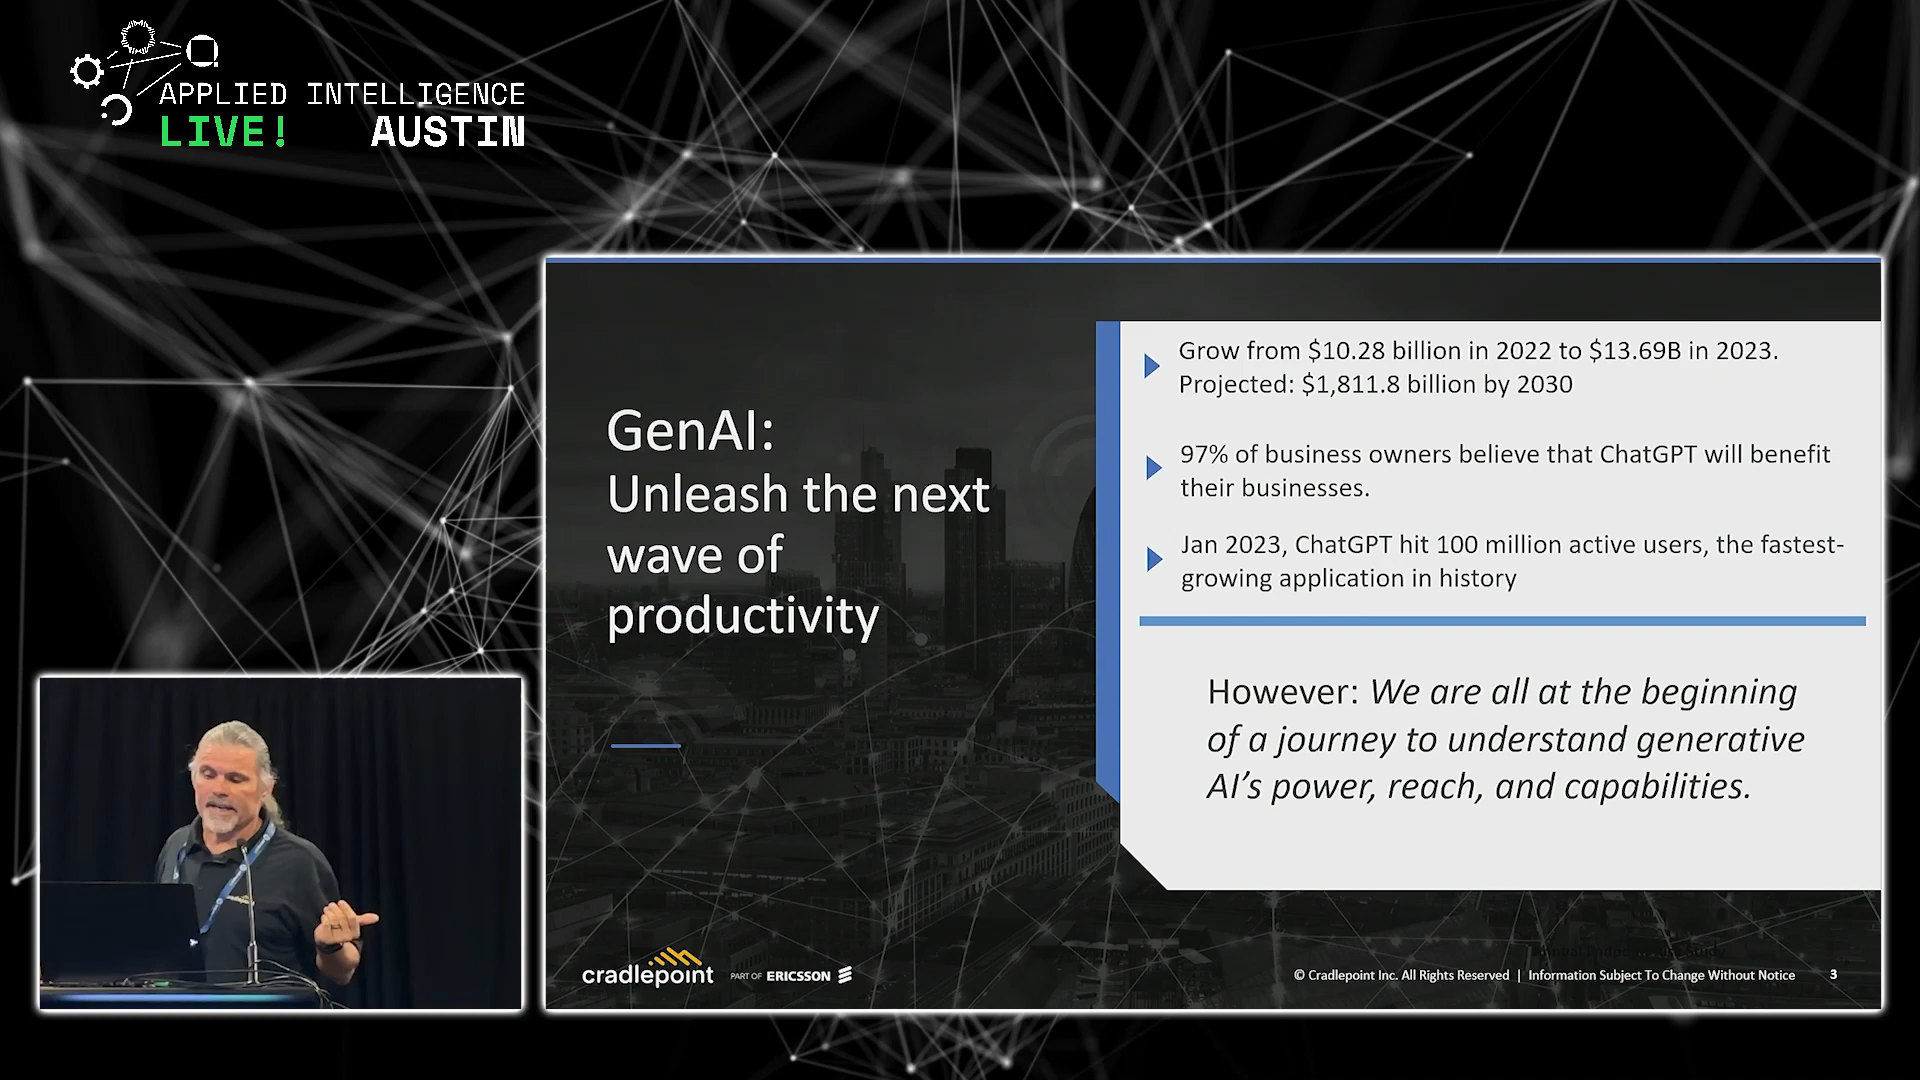 APPLIED INTELLIGENCE
LIVE! AUSTIN
GenAI:
Unleash the next
wave of
productivity
Grow from $10.28 billion in 2022 to $13.69B in 2023.
Projected: $1,811.8 billion by 2030
97% of business owners believe that ChatGPT will benefit
their businesses.
Jan 2023, ChatGPT hit 100 million active users, the fastest-
growing application in history
However: We are all at the beginning
of a journey to understand generative
AI’s power, reach, and capabilities.
cradlepoint PART OF ERICSSON
© Cradlepoint Inc. All Rights Reserved | Information Subject To Change Without Notice 3